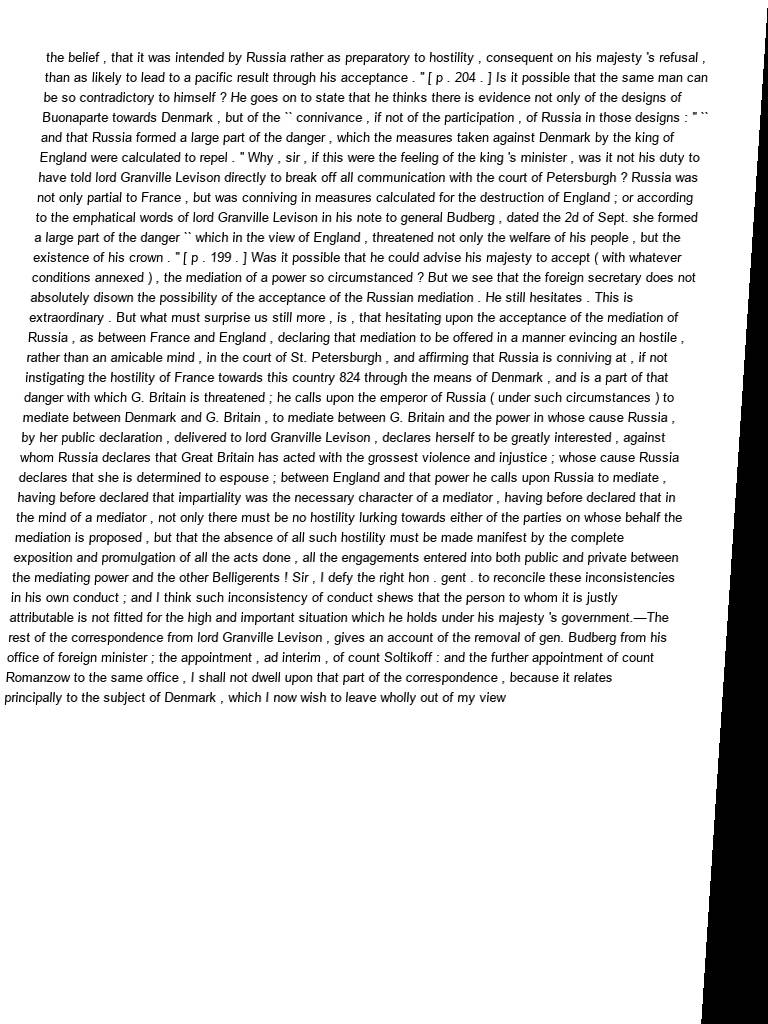 the belief , that it was intended by Russia rather as preparatory to hostility , consequent on his majesty 's refusal ,
than as likely to lead to a pacific result through his acceptance . " [ p . 204 . ] Is it possible that the same man can
be so contradictory to himself ? He goes on to state that he thinks there is evidence not only of the designs of
Buonaparte towards Denmark , but of the `` connivance , if not of the participation , of Russia in those designs : " ``
and that Russia formed a large part of the danger , which the measures taken against Denmark by the king of
England were calculated to repel . " Why , sir , if this were the feeling of the king 's minister , was it not his duty to
have told lord Granville Levison directly to break off all communication with the court of Petersburgh ? Russia was
not only partial to France , but was conniving in measures calculated for the destruction of England ; or according
to the emphatical words of lord Granville Levison in his note to general Budberg , dated the 2d of Sept. she formed
a large part of the danger `` which in the view of England , threatened not only the welfare of his people , but the
existence of his crown . " [ p . 199 . ] Was it possible that he could advise his majesty to accept ( with whatever
conditions annexed ) , the mediation of a power so circumstanced ? But we see that the foreign secretary does not
absolutely disown the possibility of the acceptance of the Russian mediation . He still hesitates . This is
extraordinary . But what must surprise us still more , is , that hesitating upon the acceptance of the mediation of
Russia , as between France and England , declaring that mediation to be offered in a manner evincing an hostile ,
rather than an amicable mind , in the court of St. Petersburgh , and affirming that Russia is conniving at , if not
instigating the hostility of France towards this country 824 through the means of Denmark , and is a part of that
danger with which G. Britain is threatened ; he calls upon the emperor of Russia ( under such circumstances ) to
mediate between Denmark and G. Britain , to mediate between G. Britain and the power in whose cause Russia ,
by her public declaration , delivered to lord Granville Levison , declares herself to be greatly interested , against
whom Russia declares that Great Britain has acted with the grossest violence and injustice ; whose cause Russia
declares that she is determined to espouse ; between England and that power he calls upon Russia to mediate ,
having before declared that impartiality was the necessary character of a mediator , having before declared that in
the mind of a mediator , not only there must be no hostility lurking towards either of the parties on whose behalf the
mediation is proposed , but that the absence of all such hostility must be made manifest by the complete
exposition and promulgation of all the acts done , all the engagements entered into both public and private between
the mediating power and the other Belligerents ! Sir , I defy the right hon . gent . to reconcile these inconsistencies
in his own conduct ; and I think such inconsistency of conduct shews that the person to whom it is justly
attributable is not fitted for the high and important situation which he holds under his majesty 's government.—The
rest of the correspondence from lord Granville Levison , gives an account of the removal of gen. Budberg from his
office of foreign minister ; the appointment , ad interim , of count Soltikoff : and the further appointment of count
Romanzow to the same office , I shall not dwell upon that part of the correspondence , because it relates
principally to the subject of Denmark , which I now wish to leave wholly out of my view